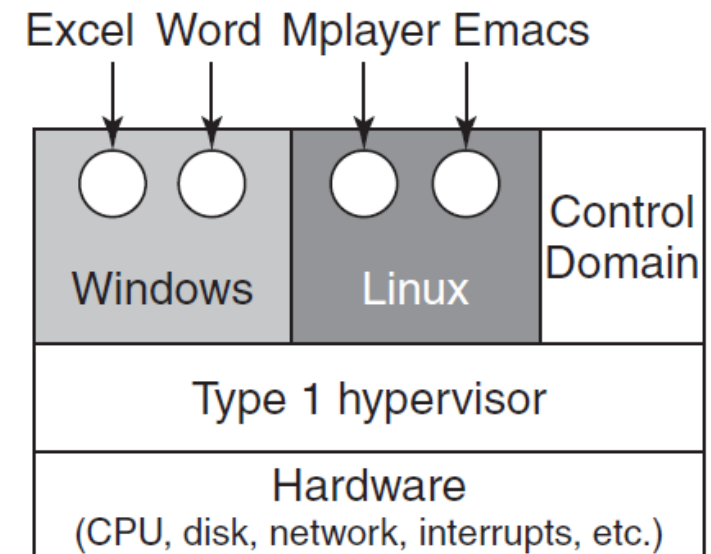 Excel Word Mplayer Emacs
Windows
Linux
Control
Domain
Type 1 hypervisor
Hardware
(CPU, disk, network, interrupts, etc.)